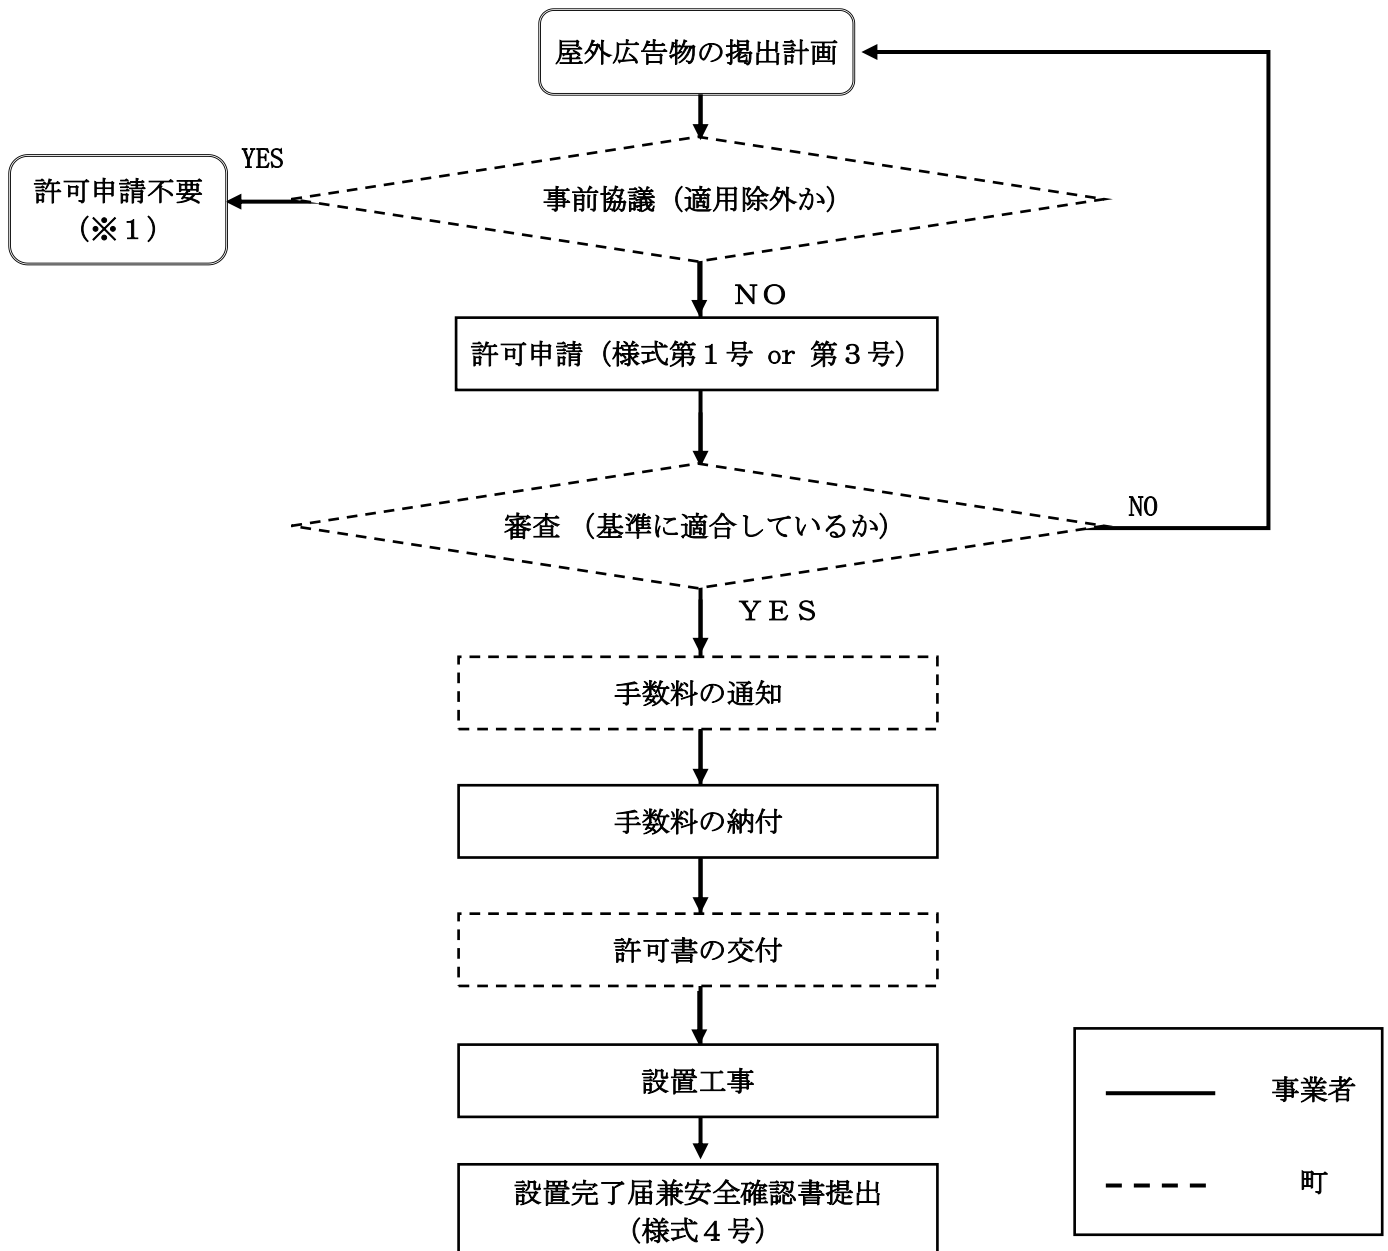 屋外広告物の掲出計画
YES
許可申請不要
（※１）
事前協議（適用除外か）
ＮＯ
許可申請（様式第１号 or 第３号）
審査 （基準に適合しているか）
NO
ＹＥＳ
手数料の通知
手数料の納付
許可書の交付
設置工事
設置完了届兼安全確認書提出
（様式４号）
事業者
町